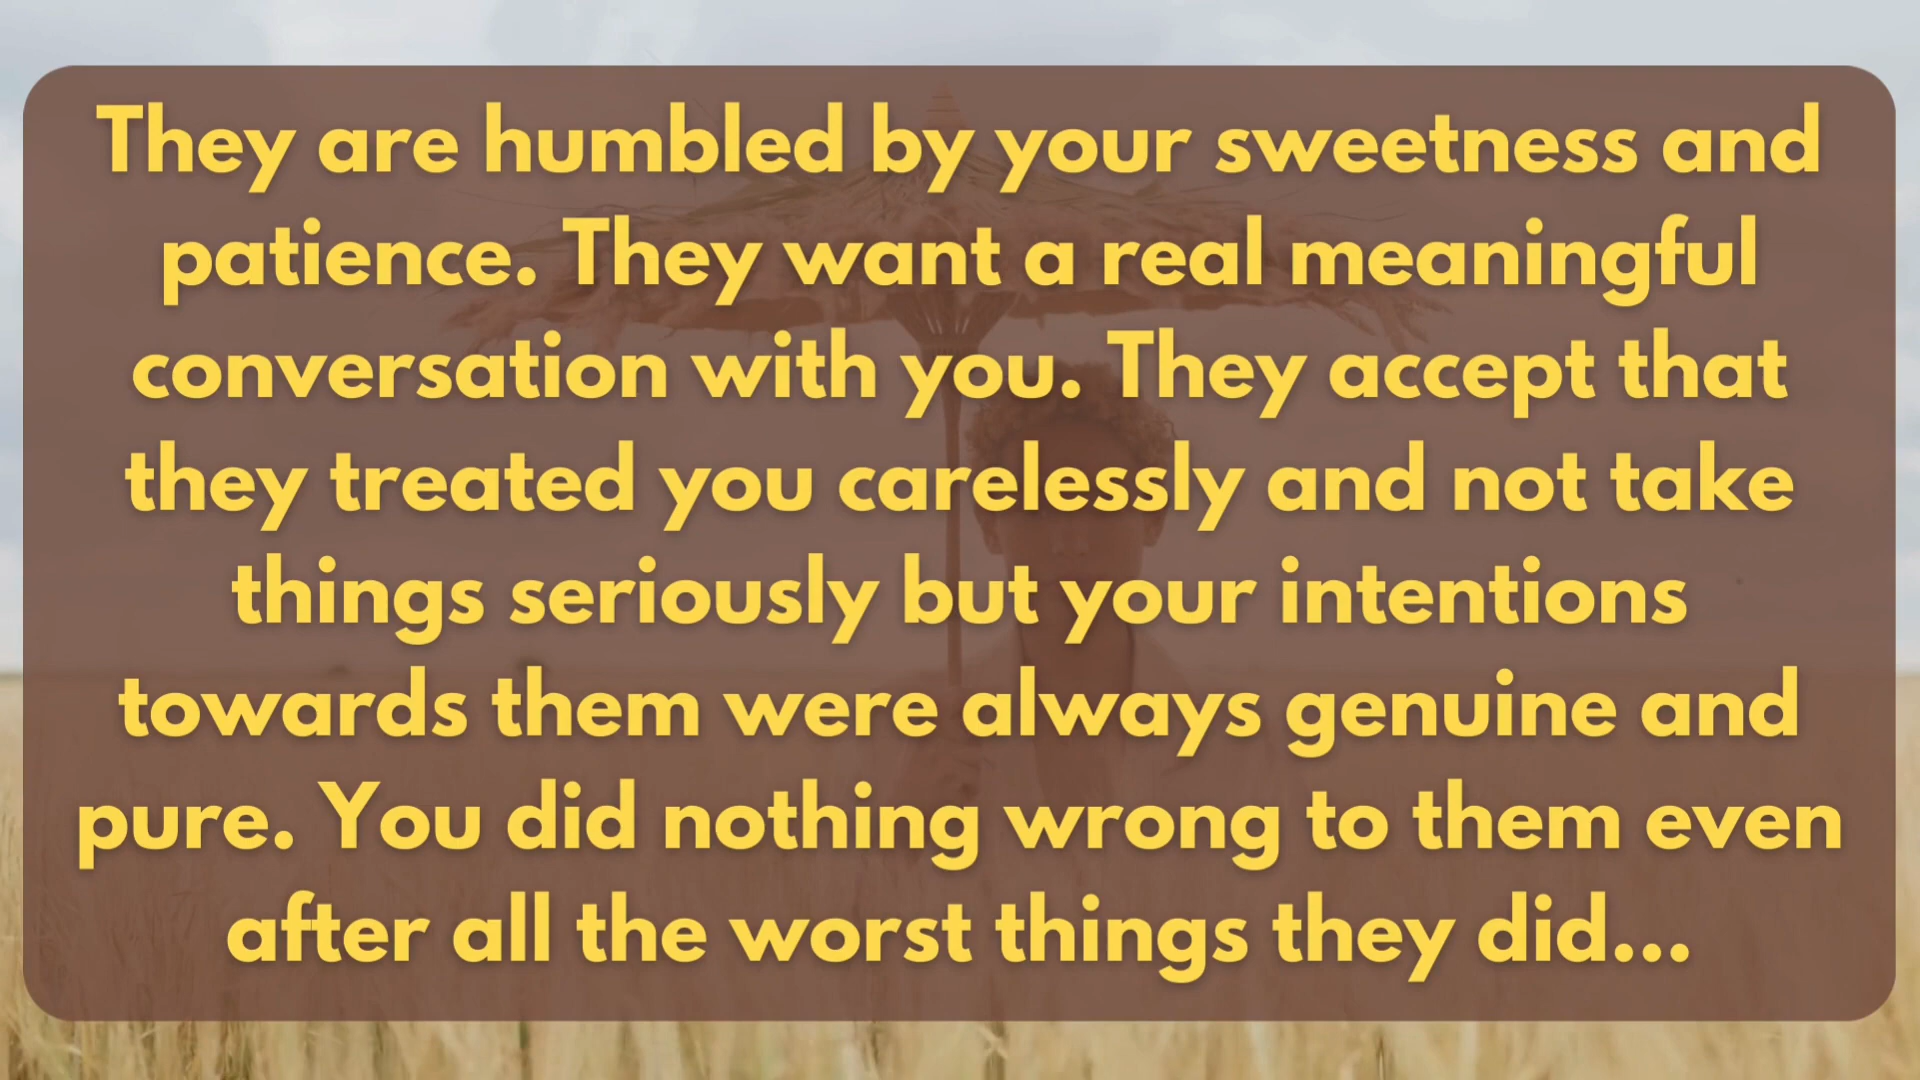 They are humbled by your sweetness and
patience. They want a real meaningful
conversation with you. They accept that
they treated you carelessly and not take
things seriously but your intentions
towards them were always genuine and
pure. You did nothing wrong to them even
after all the worst things they did...